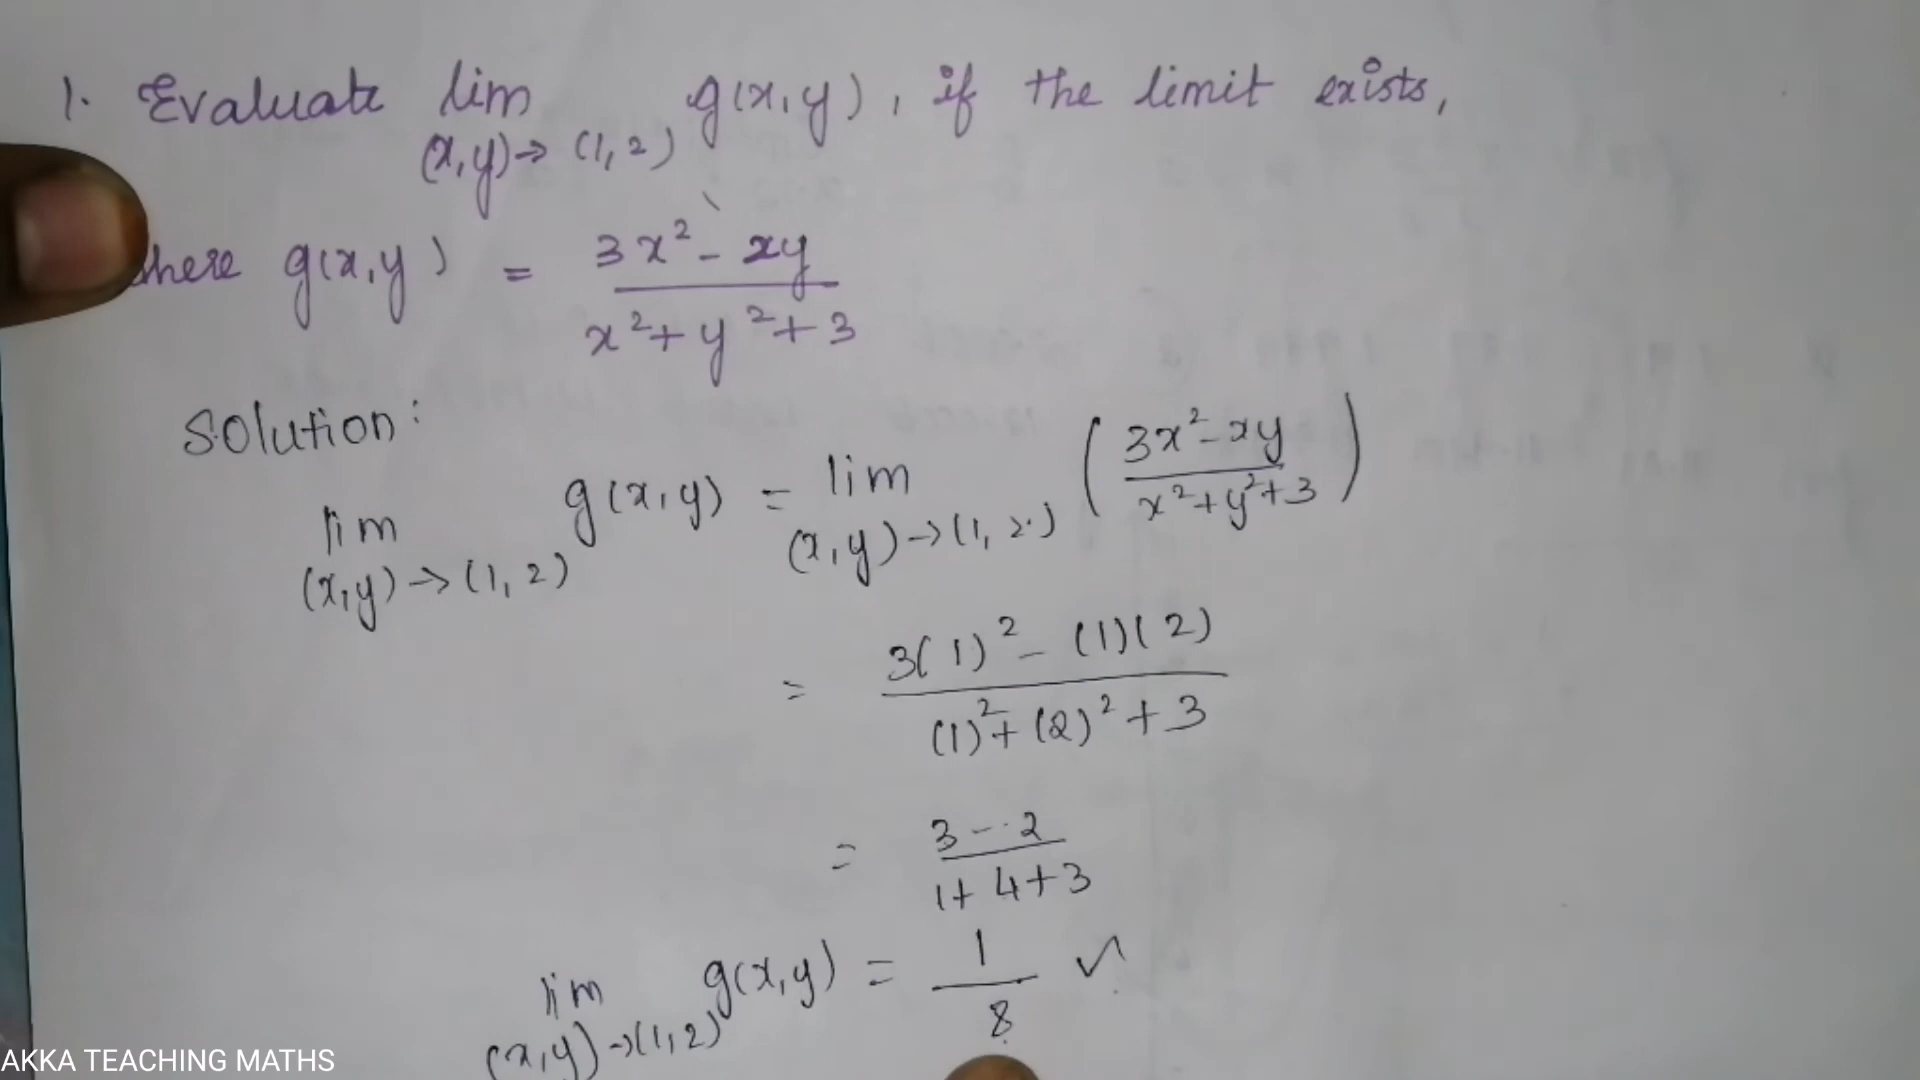 1. Evaluate lim g(x,y), if the limit exists,
(x,y)→(1,2)
where g(x,y) = 3x²-xy / x²+y²+3
Solution:
lim g(x,y) = lim (3x²-xy / x²+y²+3)
(x,y)→(1,2) (x,y)→(1,2)
= 3(1)²-(1)(2) / (1)²+(2)²+3
= 3-2 / 1+4+3
lim g(x,y) = 1/8
(x,y)→(1,2)
AKKA TEACHING MATHS